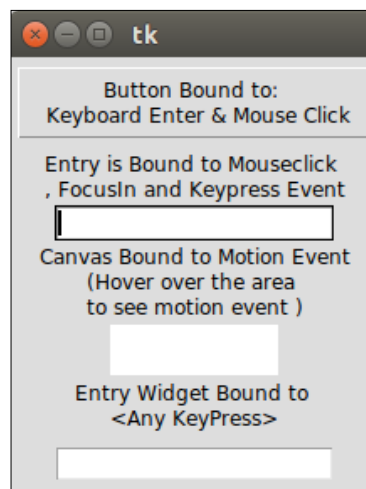 tk
Button Bound to:
Keyboard Enter & Mouse Click
Entry is Bound to Mouseclick
, FocusIn and Keypress Event
Canvas Bound to Motion Event
(Hover over the area
to see motion event )
Entry Widget Bound to
<Any KeyPress>